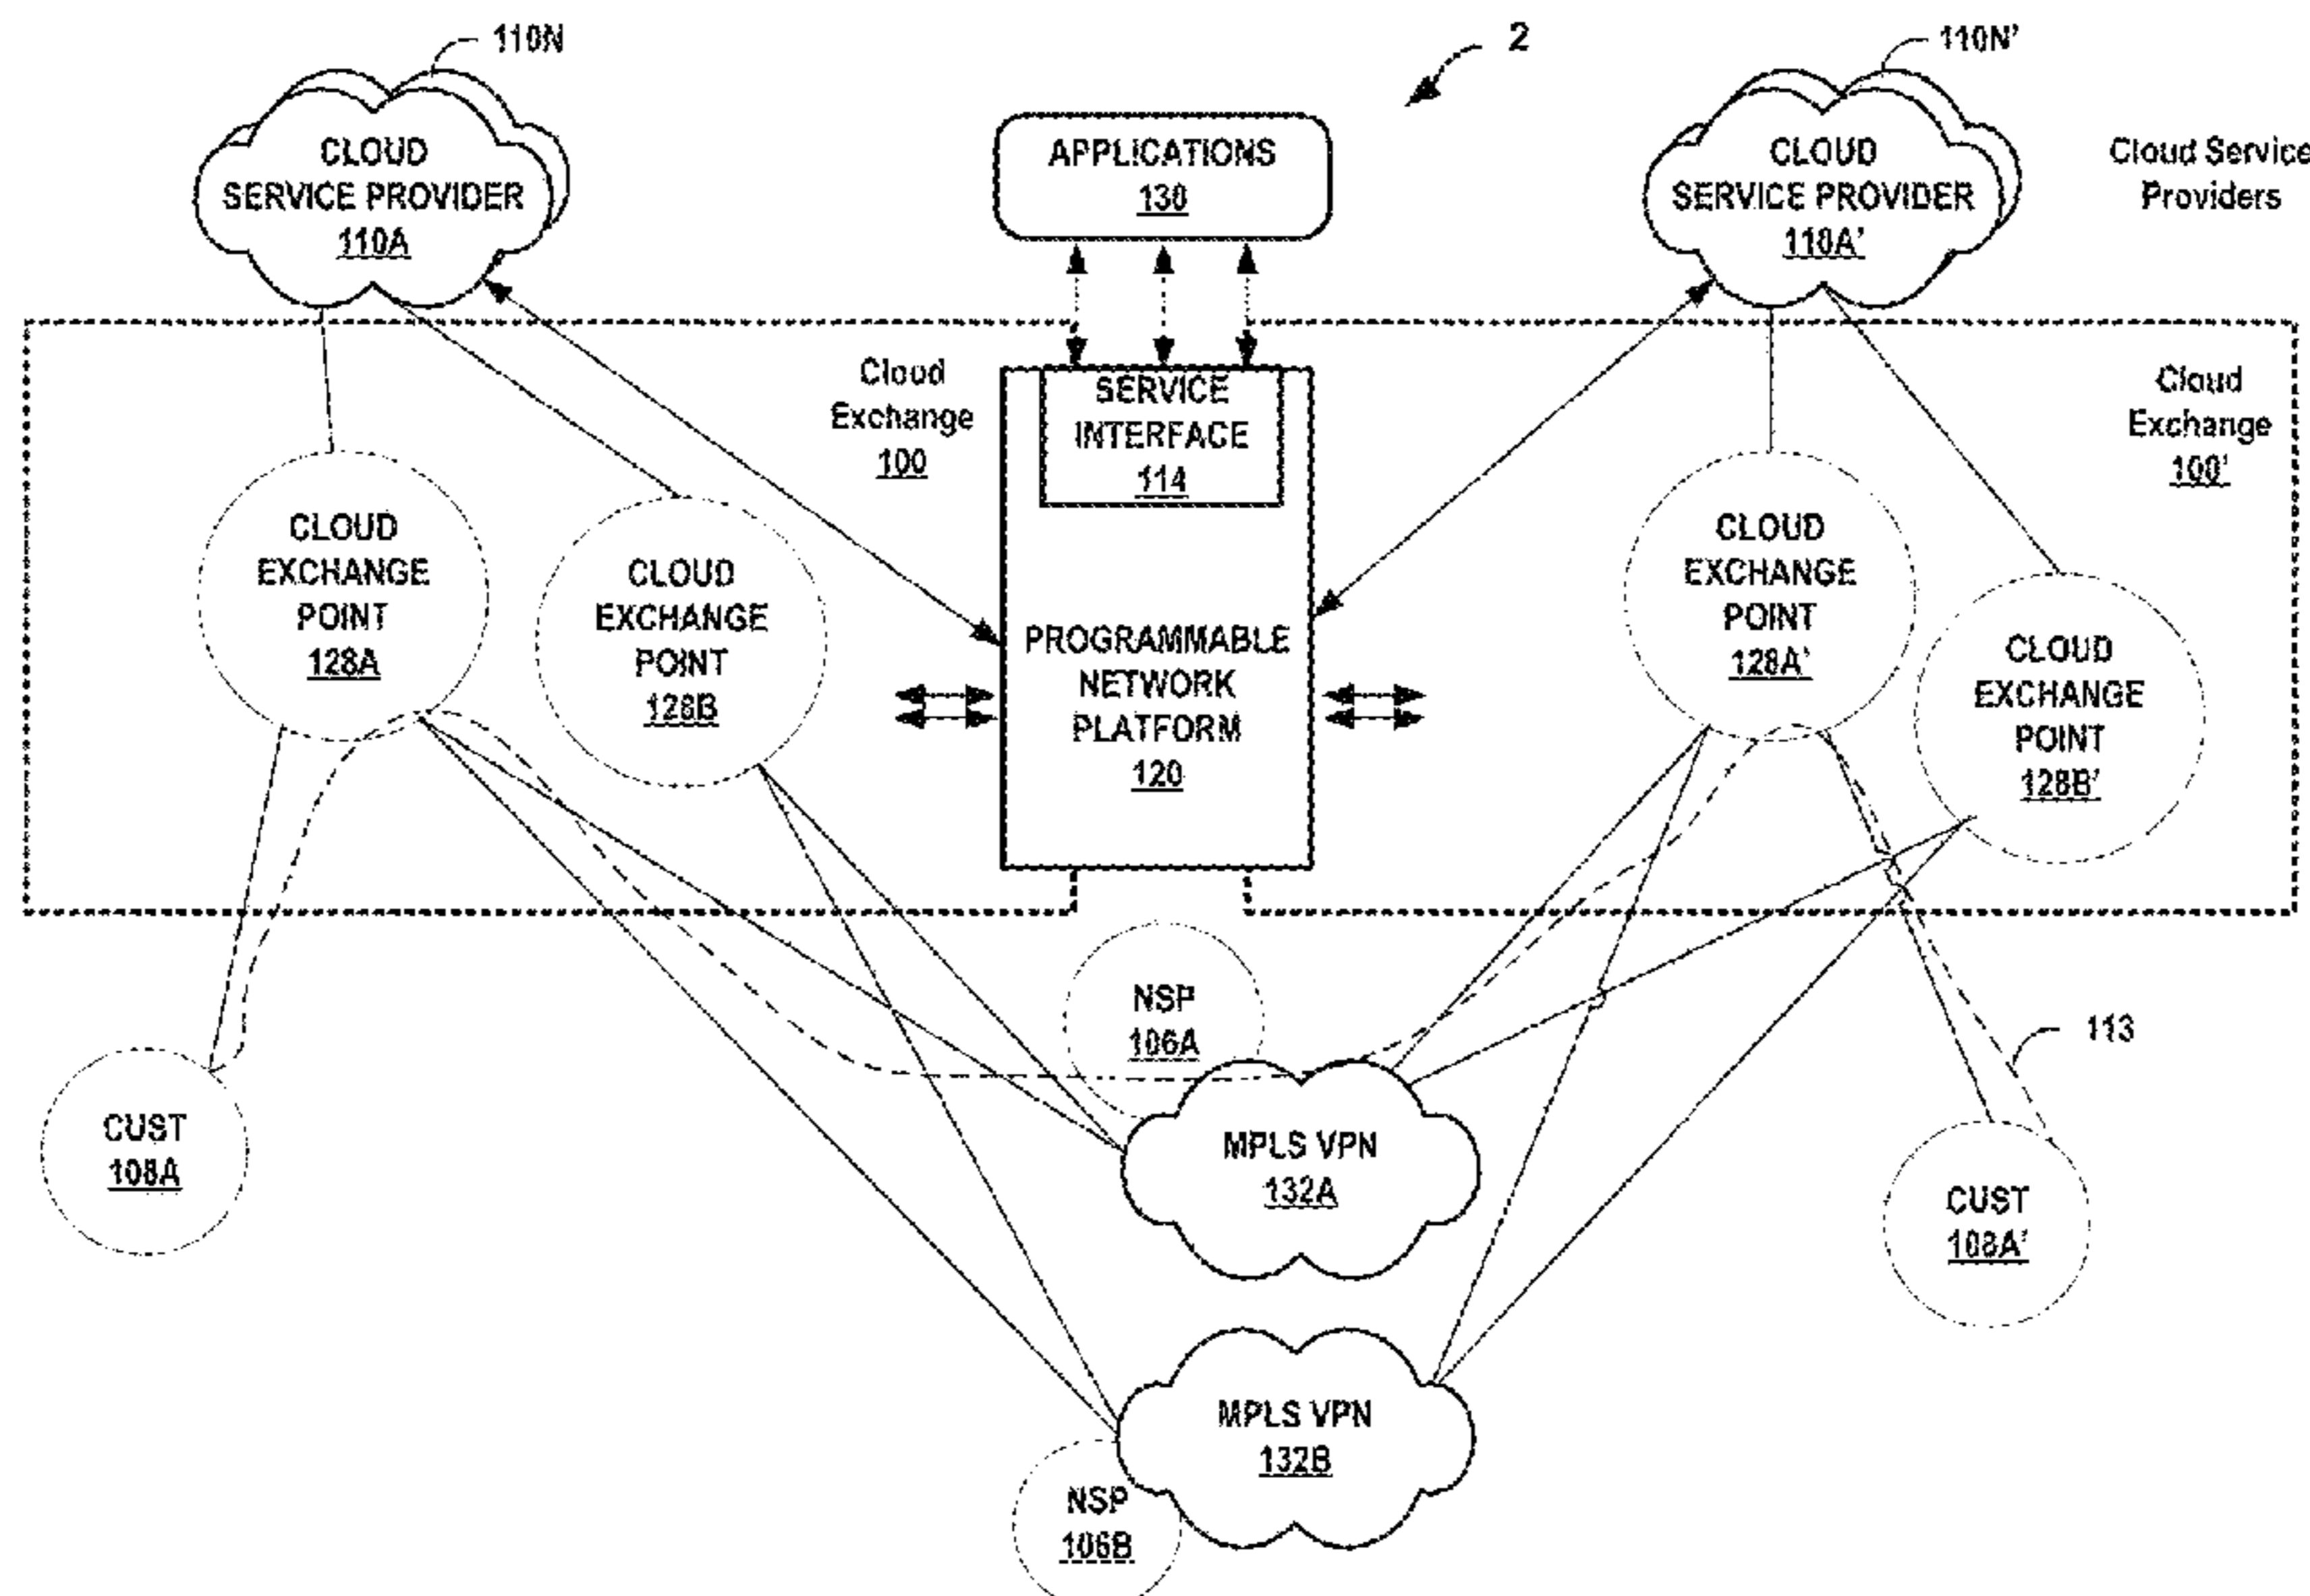 110N
2
110N'
CLOUD
SERVICE PROVIDER
110A
APPLICATIONS
130
CLOUD
SERVICE PROVIDER
110A'
Cloud Service
Providers
Cloud
Exchange
100
SERVICE
INTERFACE
114
Cloud
Exchange
100'
CLOUD
EXCHANGE
POINT
128A
CLOUD
EXCHANGE
POINT
128B
PROGRAMMABLE
NETWORK
PLATFORM
120
CLOUD
EXCHANGE
POINT
128A'
CLOUD
EXCHANGE
POINT
128B'
NSP
106A
113
CUST
108A
MPLS VPN
132A
CUST
108A'
MPLS VPN
132B
NSP
106B